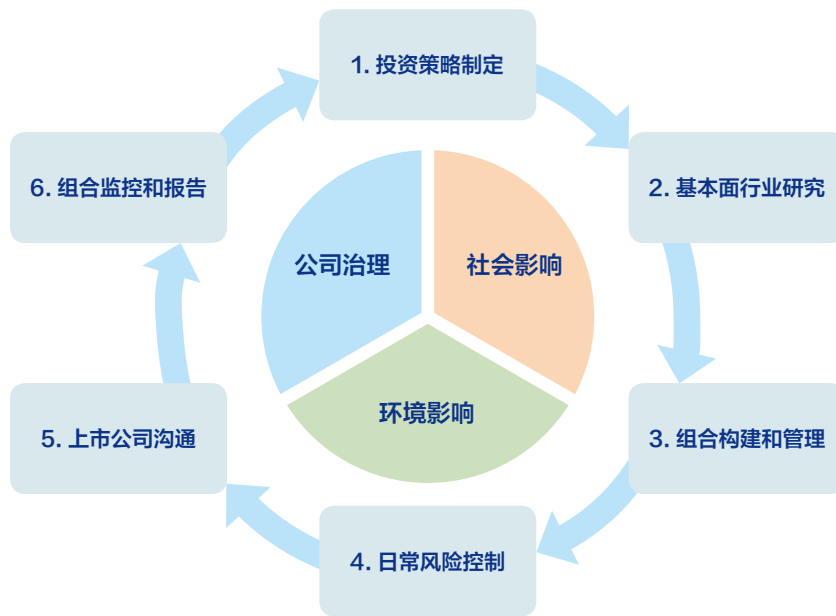 1. 投资策略制定
2. 基本面行业研究
3. 组合构建和管理
4. 日常风险控制
5. 上市公司沟通
6. 组合监控和报告
公司治理
社会影响
环境影响